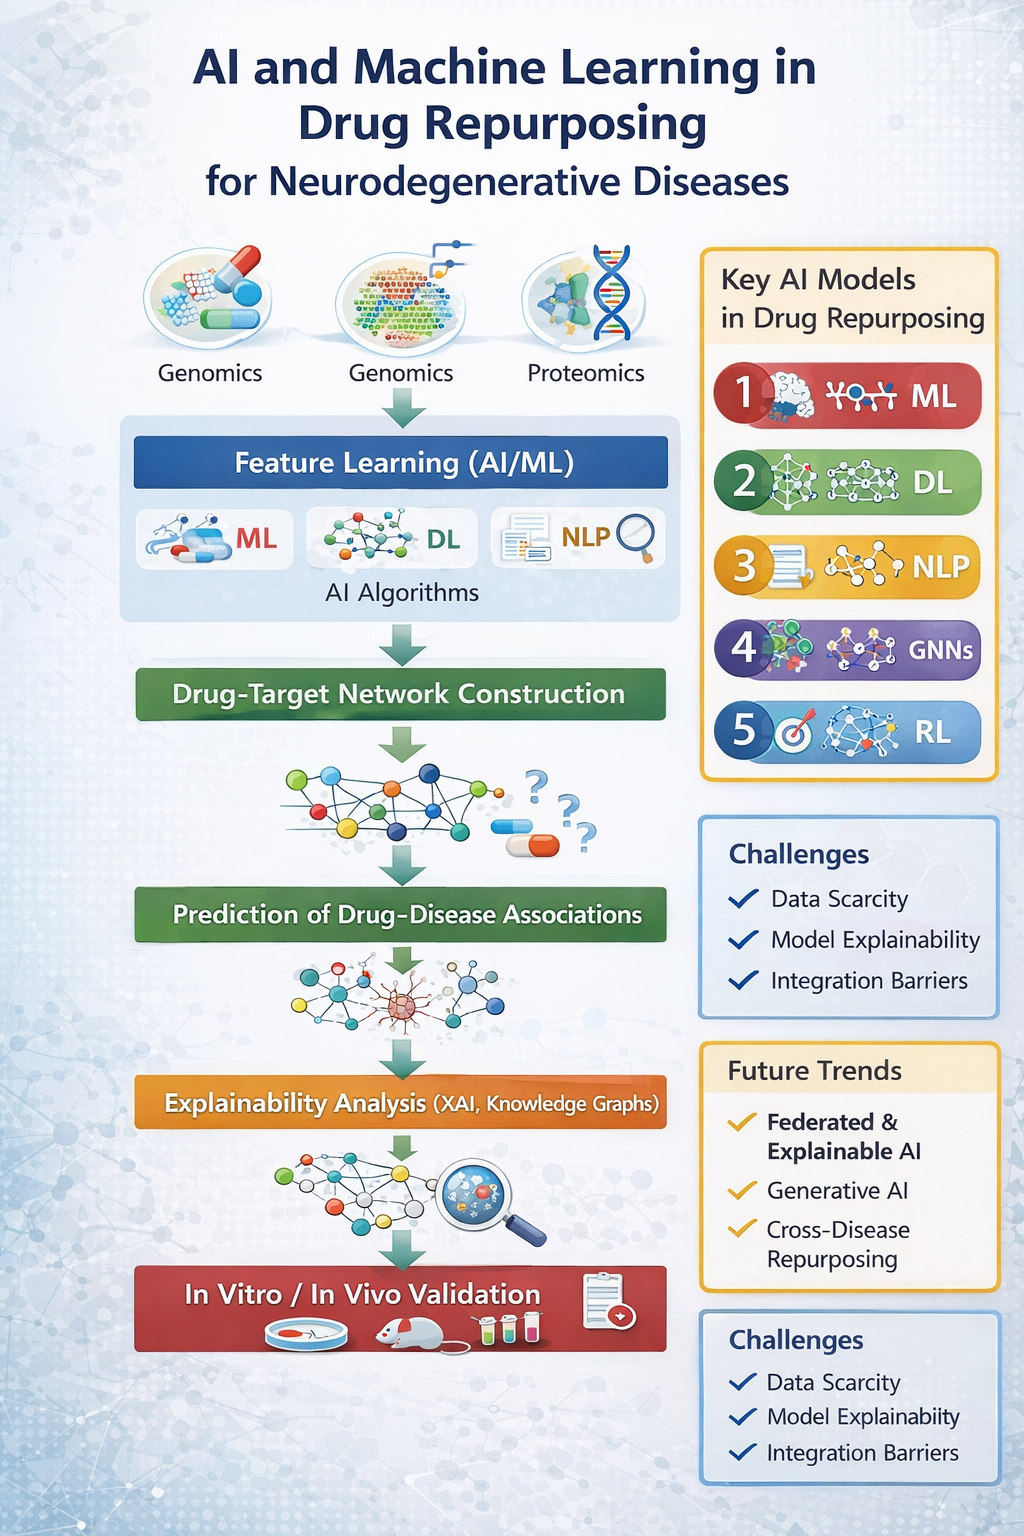 AI and Machine Learning in
Drug Repurposing
for Neurodegenerative Diseases
Genomics
Genomics
Proteomics
Feature Learning (AI/ML)
ML
DL
NLP
AI Algorithms
Drug-Target Network Construction
? ? ?
Prediction of Drug-Disease Associations
Explainability Analysis (XAI, Knowledge Graphs)
In Vitro / In Vivo Validation
Key AI Models
in Drug Repurposing
1 ML
2 DL
3 NLP
4 GNNs
5 RL
Challenges
Data Scarcity
Model Explainability
Integration Barriers
Future Trends
Federated &
Explainable AI
Generative AI
Cross-Disease
Repurposing
Challenges
Data Scarcity
Model Explainabiity
Integration Barriers